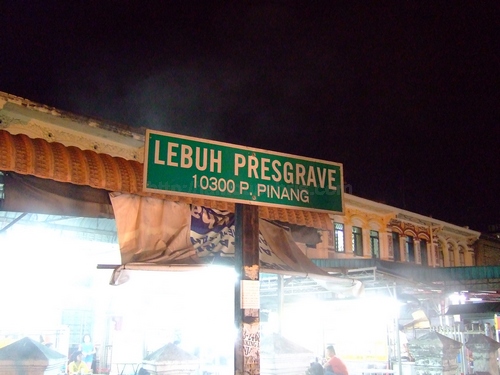 LEBUH PRESGRAVE
10300 P. PINANG